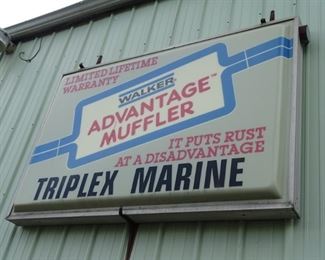 LIMITED LIFETIME
WARRANTY
WALKER
ADVANTAGE™
MUFFLER
IT PUTS RUST
AT A DISADVANTAGE
TRIPLEX MARINE